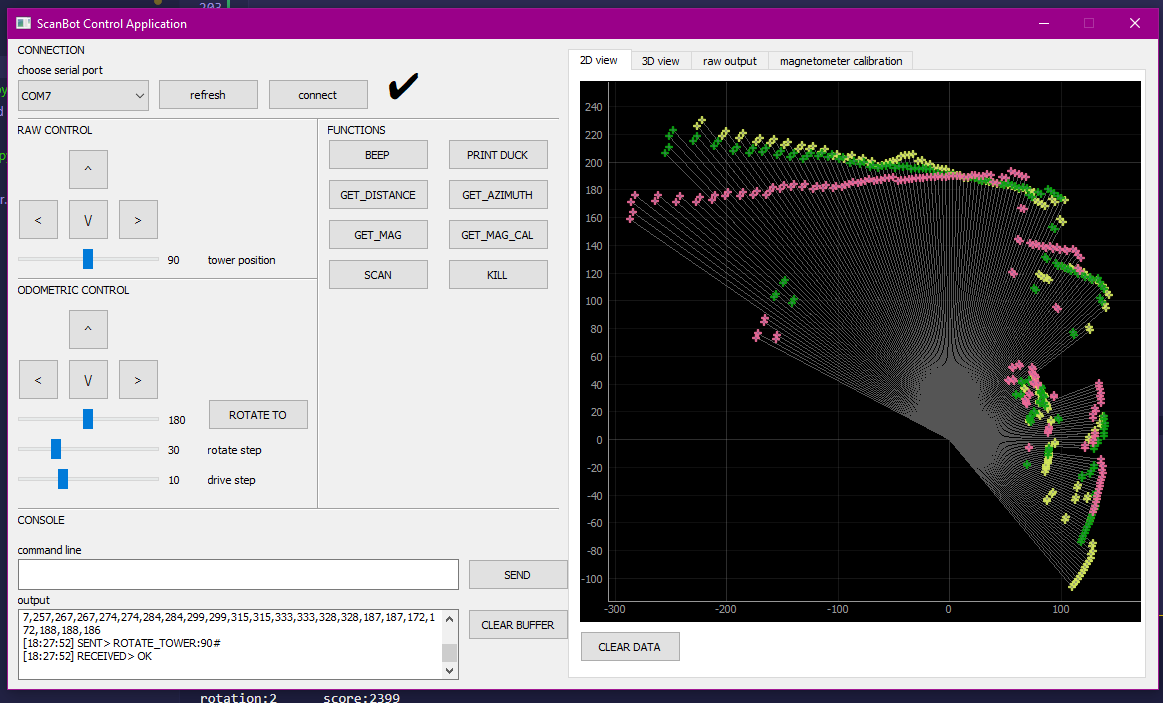 203
ScanBot Control Application
CONNECTION
choose serial port
COM7
refresh
connect
RAW CONTROL
^
<
V
>
90
tower position
FUNCTIONS
BEEP
PRINT DUCK
GET_DISTANCE
GET_AZIMUTH
GET_MAG
GET_MAG_CAL
SCAN
KILL
ODOMETRIC CONTROL
^
<
V
>
180
ROTATE TO
30
rotate step
10
drive step
CONSOLE
command line
SEND
output
7,257,267,267,274,274,284,284,299,299,315,315,333,333,328,328,187,187,172,1
72,188,188,186
[18:27:52] SENT> ROTATE_TOWER:90#
[18:27:52] RECEIVED> OK
CLEAR BUFFER
2D view
3D view
raw output
magnetometer calibration
240
220
200
180
160
140
120
100
80
60
40
20
0
-20
-40
-60
-80
-100
-300
-200
-100
0
100
CLEAR DATA
rotation:2 score:2399